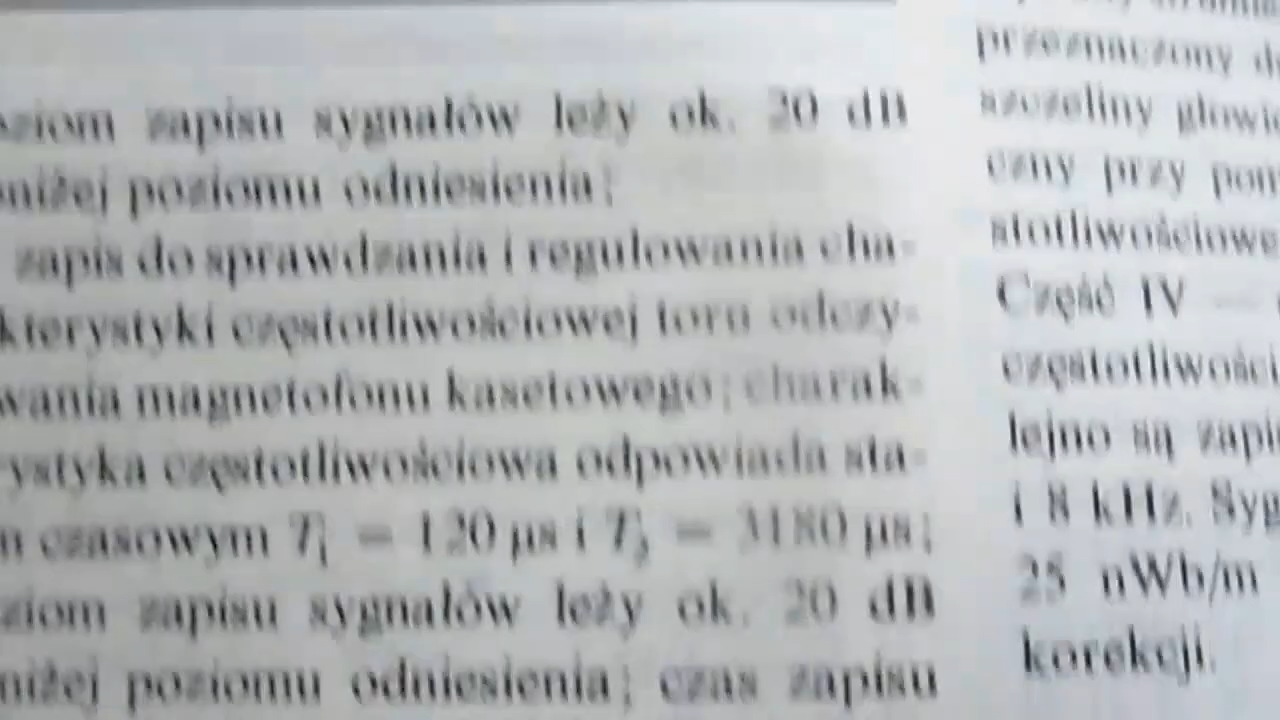 oziom zapisu sygnałów leży ok. 20 dB
oniżej poziomu odniesienia;
zapis do sprawdzania i regulowania cha-
kterystyki częstotliwościowej toru odczy-
wania magnetofonu kasetowego; charak-
rystyka częstotliwościowa odpowiada sta-
m czasowym T₁ = 120 μs i T₂ = 3180 μs;
ziom zapisu sygnałów leży ok. 20 dB
niżej poziomu odniesienia; czas zapisu
przeznaczony d
szczeliny głowi
czny przy pom
stotliwościowe
Część IV —
częstotliwości
lejno są zapi
i 8 kHz. Syg
25 nWb/m
korekcji.